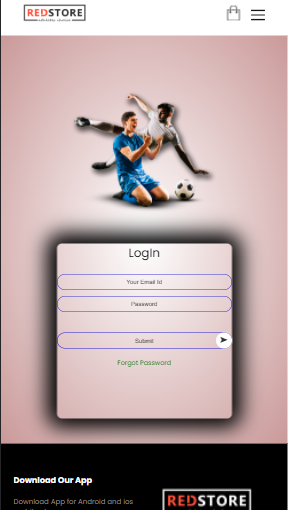 REDSTORE
LogIn
Your Email Id
Password
Submit
Forgot Password
Download Our App
Download App for Android and ios
REDSTORE